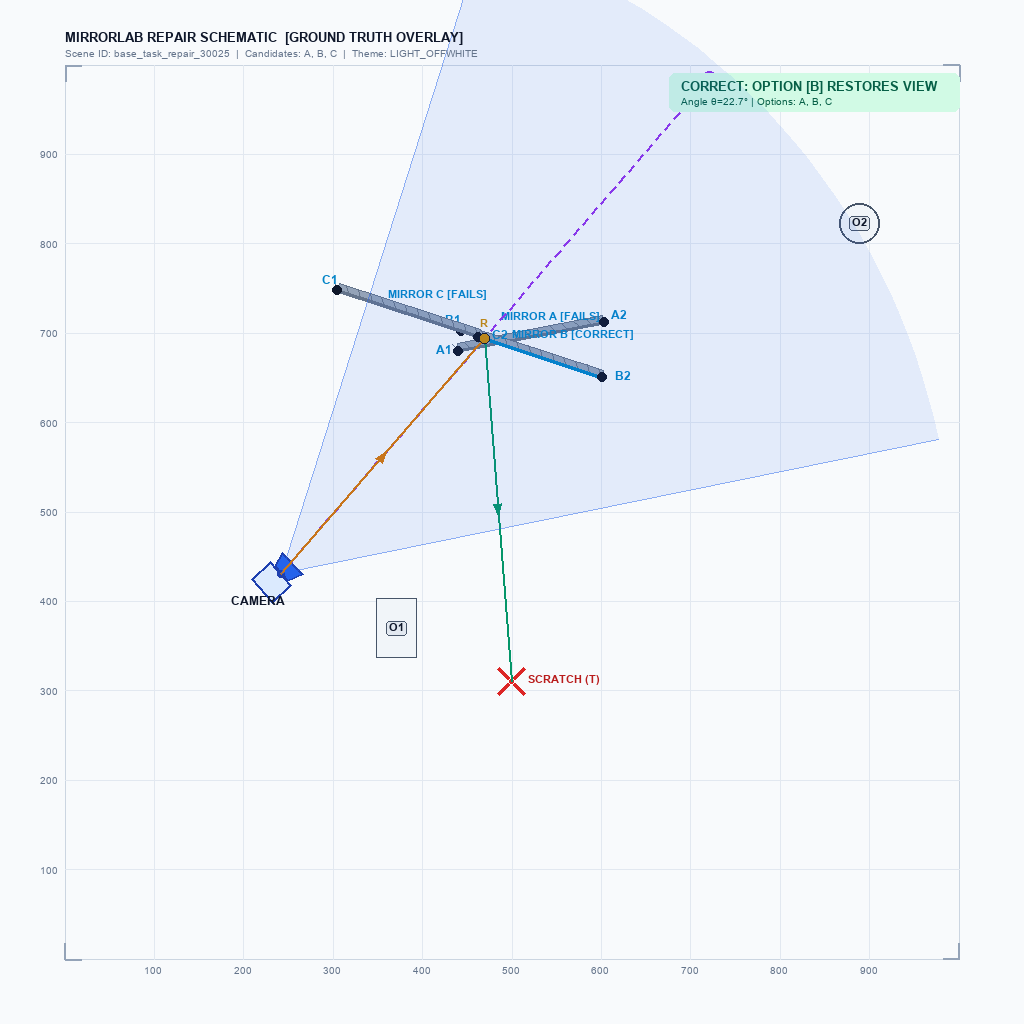 MIRRORLAB REPAIR SCHEMATIC [GROUND TRUTH OVERLAY]
Scene ID: base_task_repair_30025 | Candidates: A, B, C | Theme: LIGHT_OFFWHITE
CORRECT: OPTION [B] RESTORES VIEW
Angle θ=22.7° | Options: A, B, C
900
O2
800
C1
MIRROR C [FAILS]
B1
R
MIRROR A [FAILS]
A2
700
C2
MIRROR B [CORRECT]
A1
B2
600
500
400
CAMERA
O1
300
SCRATCH (T)
200
100
100 200 300 400 500 600 700 800 900